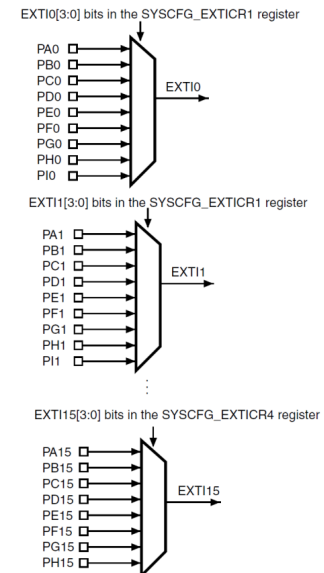 EXTI0[3:0] bits in the SYSCFG_EXTICR1 register
PA0
PB0
PC0
PD0
PE0
PF0
PG0
PH0
PI0
EXTI0
EXTI1[3:0] bits in the SYSCFG_EXTICR1 register
PA1
PB1
PC1
PD1
PE1
PF1
PG1
PH1
PI1
EXTI1
EXTI15[3:0] bits in the SYSCFG_EXTICR4 register
PA15
PB15
PC15
PD15
PE15
PF15
PG15
PH15
EXTI15